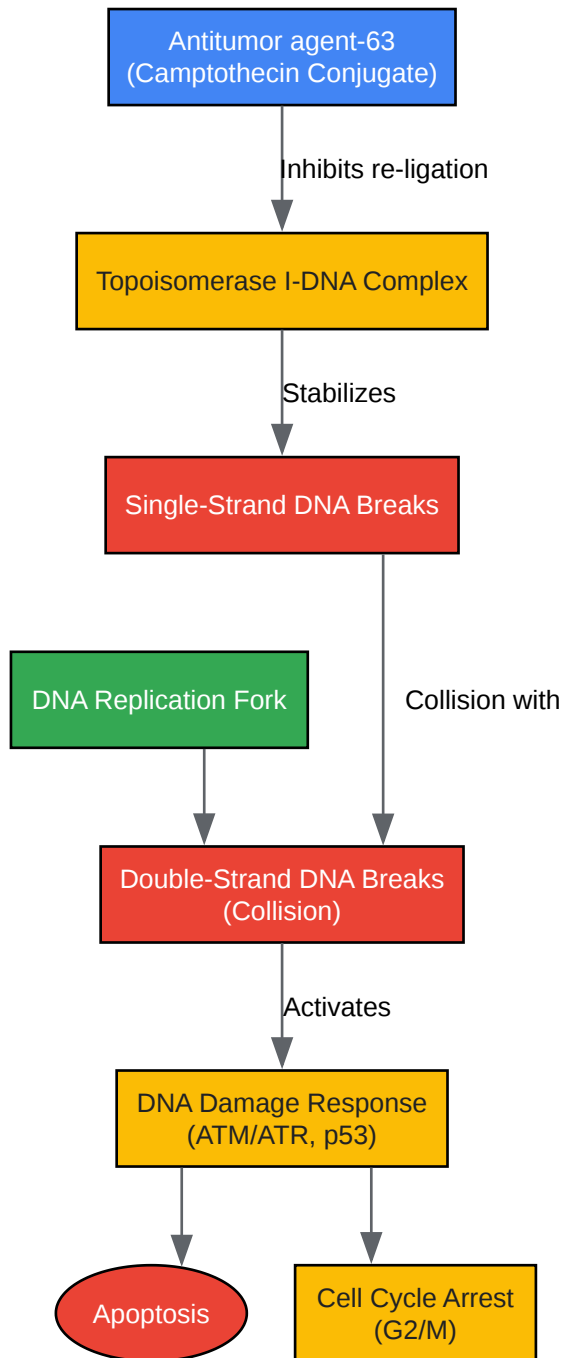 Antitumor agent-63
(Camptothecin Conjugate)
Inhibits re-ligation
Topoisomerase I-DNA Complex
Stabilizes
Single-Strand DNA Breaks
DNA Replication Fork
Collision with
Double-Strand DNA Breaks
(Collision)
Activates
DNA Damage Response
(ATM/ATR, p53)
Apoptosis
Cell Cycle Arrest
(G2/M)